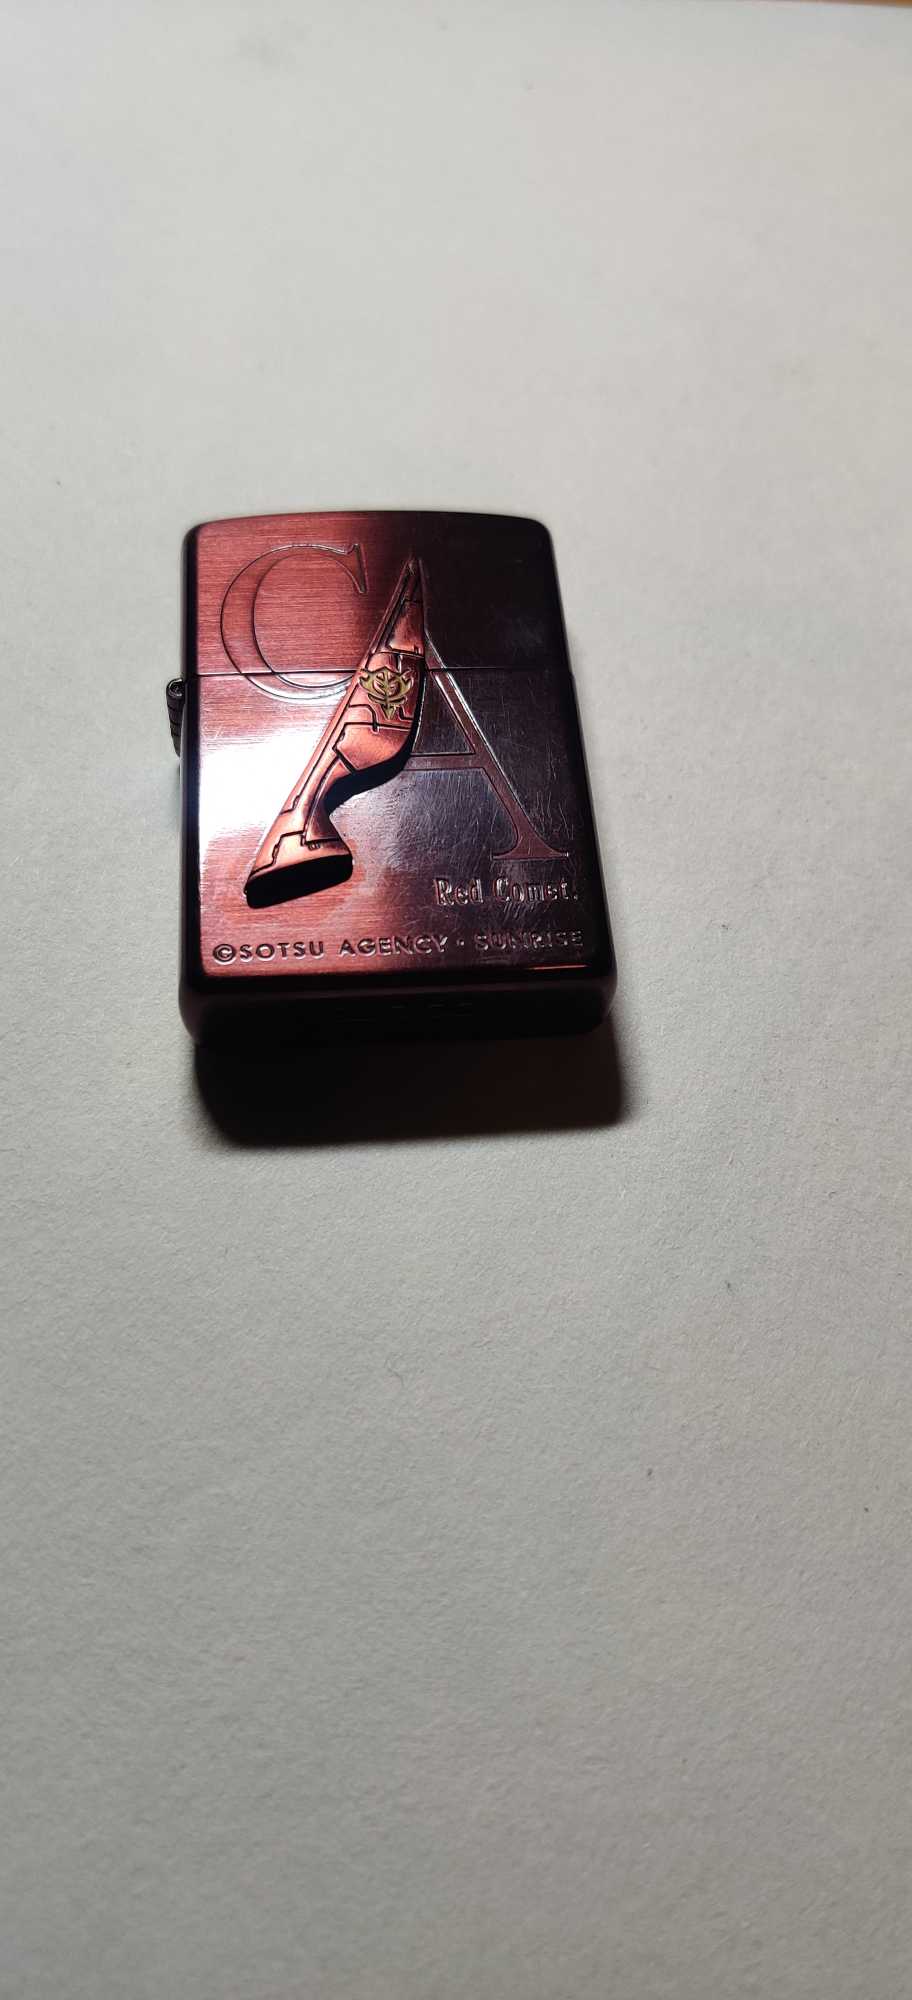 CA
Red Comet.
©SOTSU AGENCY · SUNRISE